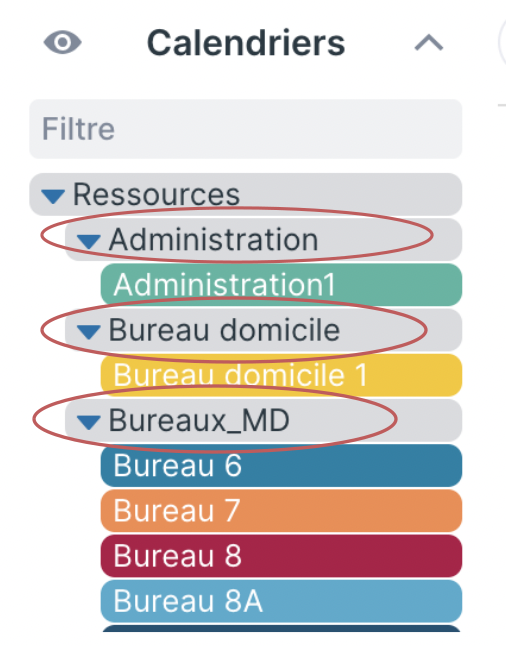 Calendriers
Filtre
Ressources
Administration
Administration1
Bureau domicile
Bureau domicile 1
Bureaux_MD
Bureau 6
Bureau 7
Bureau 8
Bureau 8A